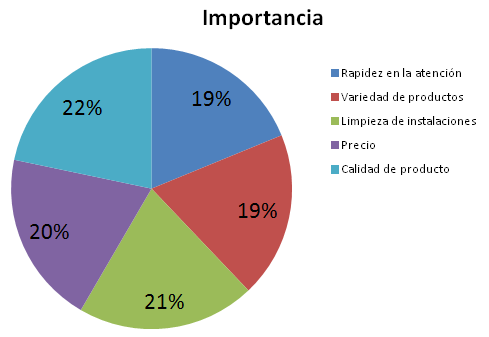 Importancia
19%
19%
21%
20%
22%
Rapidez en la atención
Variedad de productos
Limpieza de instalaciones
Precio
Calidad de producto